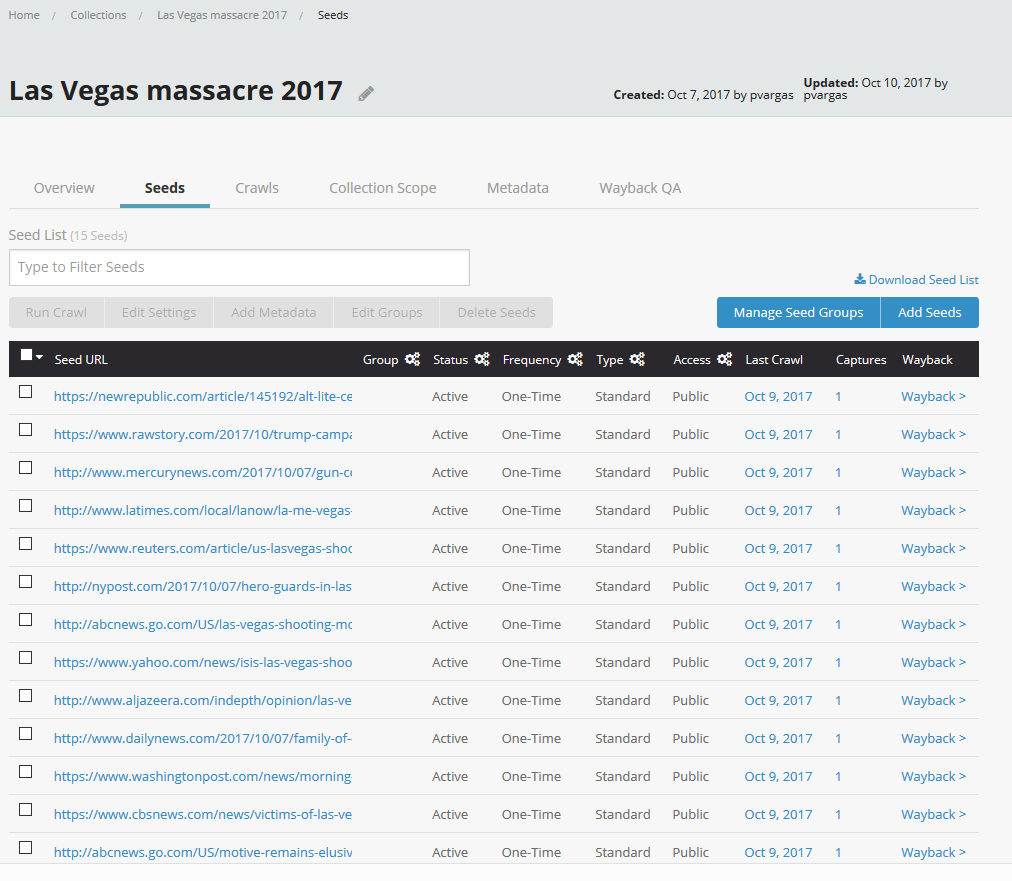 Home / Collections / Las Vegas massacre 2017 / Seeds
Las Vegas massacre 2017
Created: Oct 7, 2017 by pvargas
Updated: Oct 10, 2017 by
pvargas
Overview Seeds Crawls Collection Scope Metadata Wayback QA
Seed List (15 Seeds)
Type to Filter Seeds
Download Seed List
Run Crawl Edit Settings Add Metadata Edit Groups Delete Seeds Manage Seed Groups Add Seeds
Seed URL Group Status Frequency Type Access Last Crawl Captures Wayback
https://newrepublic.com/article/145192/alt-lite-ce Active One-Time Standard Public Oct 9, 2017 1 Wayback >
https://www.rawstory.com/2017/10/trump-campa Active One-Time Standard Public Oct 9, 2017 1 Wayback >
http://www.mercurynews.com/2017/10/07/gun-co Active One-Time Standard Public Oct 9, 2017 1 Wayback >
http://www.latimes.com/local/lanow/la-me-vegas- Active One-Time Standard Public Oct 9, 2017 1 Wayback >
https://www.reuters.com/article/us-lasvegas-shoo Active One-Time Standard Public Oct 9, 2017 1 Wayback >
http://nypost.com/2017/10/07/hero-guards-in-las Active One-Time Standard Public Oct 9, 2017 1 Wayback >
http://abcnews.go.com/US/las-vegas-shooting-mo Active One-Time Standard Public Oct 9, 2017 1 Wayback >
https://www.yahoo.com/news/isis-las-vegas-shoo Active One-Time Standard Public Oct 9, 2017 1 Wayback >
http://www.aljazeera.com/indepth/opinion/las-ve Active One-Time Standard Public Oct 9, 2017 1 Wayback >
http://www.dailynews.com/2017/10/07/family-of- Active One-Time Standard Public Oct 9, 2017 1 Wayback >
https://www.washingtonpost.com/news/morning Active One-Time Standard Public Oct 9, 2017 1 Wayback >
https://www.cbsnews.com/news/victims-of-las-ve Active One-Time Standard Public Oct 9, 2017 1 Wayback >
http://abcnews.go.com/US/motive-remains-elusiv Active One-Time Standard Public Oct 9, 2017 1 Wayback >